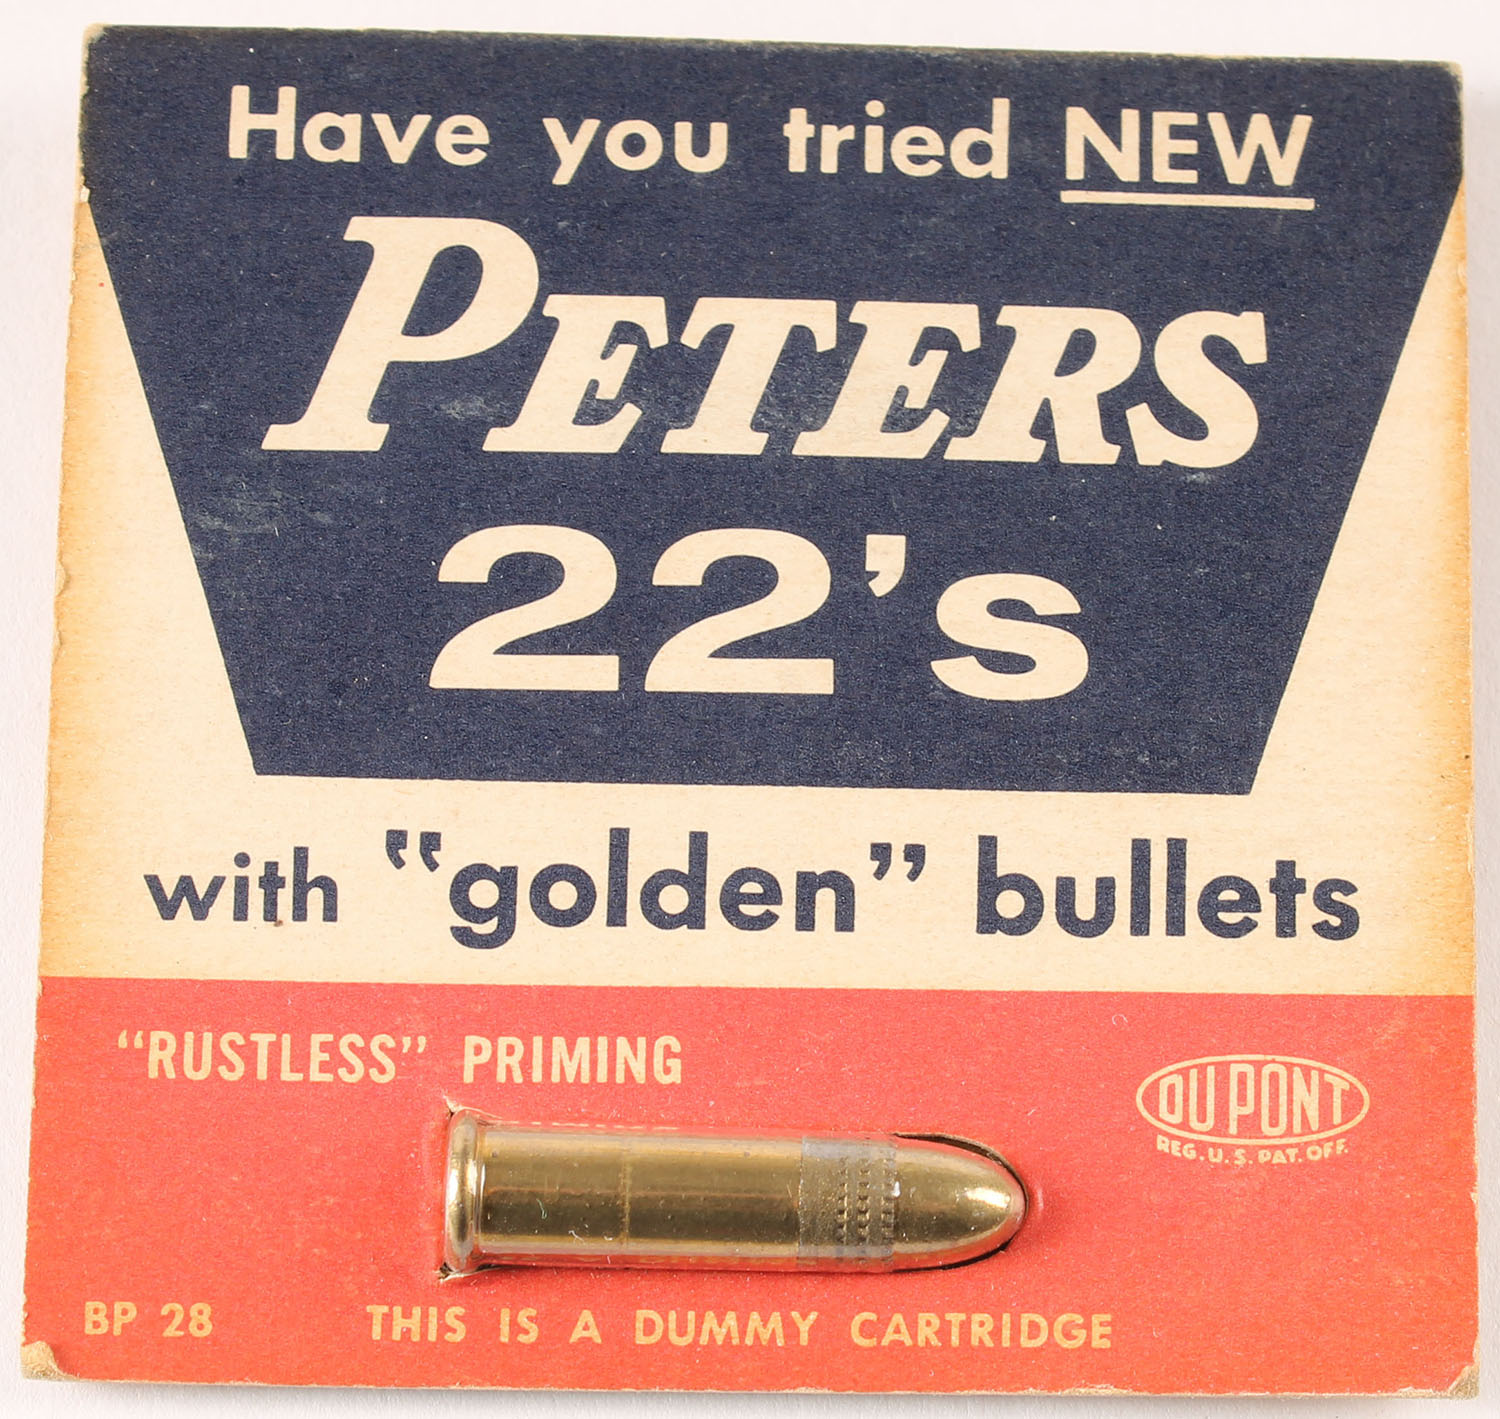 Have you tried NEW
PETERS
22's
with "golden" bullets
"RUSTLESS" PRIMING
DU PONT
REG. U. S. PAT. OFF.
BP 28
THIS IS A DUMMY CARTRIDGE